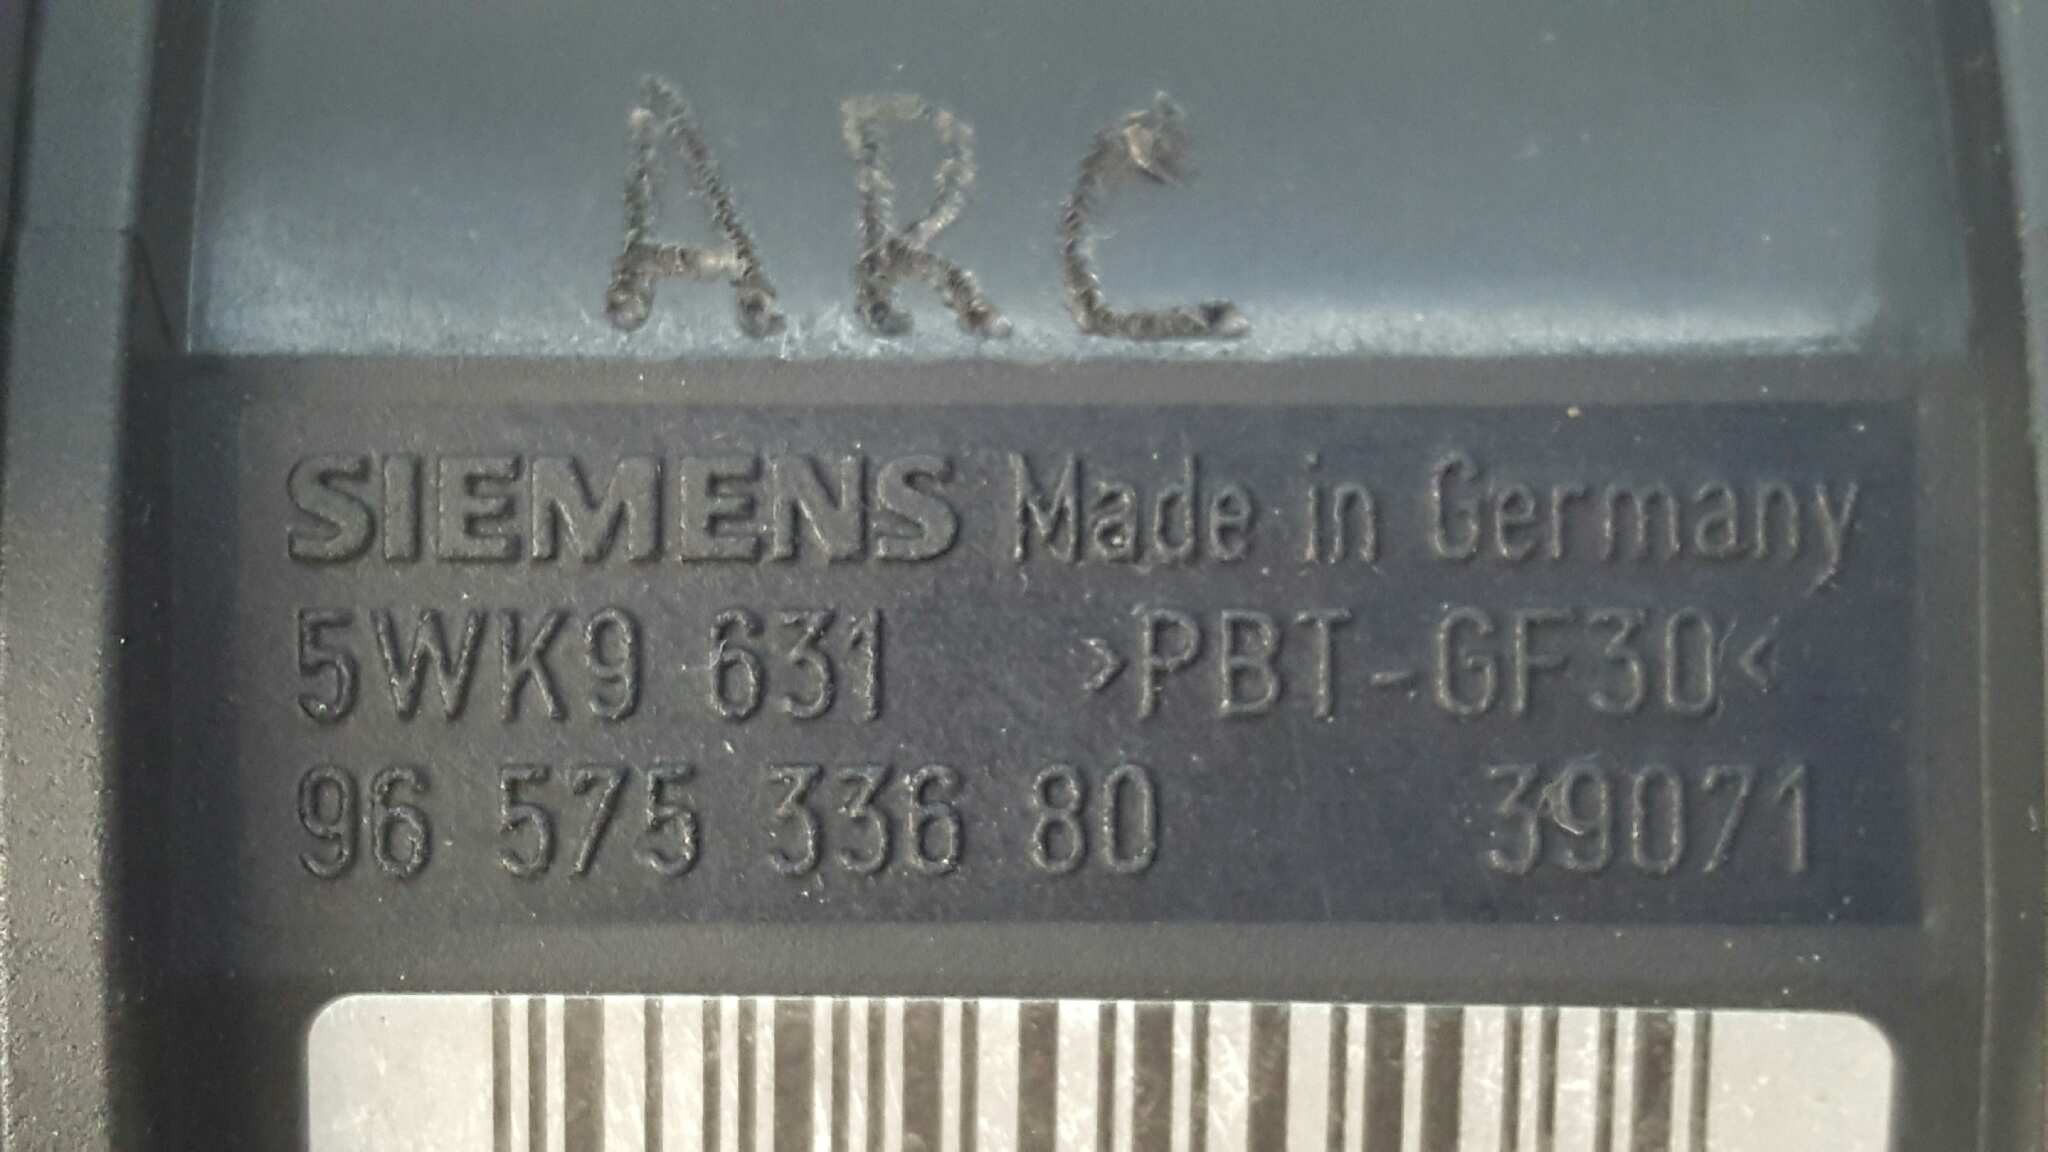 ARC
SIEMENS Made in Germany
5WK9 631 >PBT-GF30<
96 575 336 80 39071